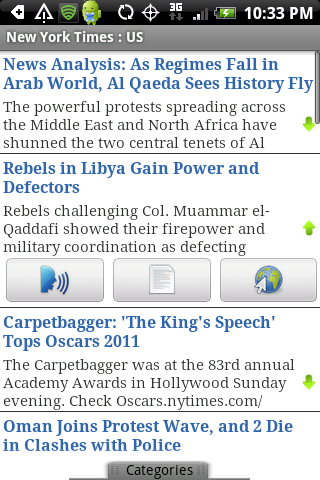 3G
10:33 PM
New York Times : US
News Analysis: As Regimes Fall in
Arab World, Al Qaeda Sees History Fly
The powerful protests spreading across
the Middle East and North Africa have
shunned the two central tenets of Al
Rebels in Libya Gain Power and
Defectors
Rebels challenging Col. Muammar el-
Qaddafi showed their firepower and
military coordination as defecting
Carpetbagger: 'The King's Speech'
Tops Oscars 2011
The Carpetbagger was at the 83rd annual
Academy Awards in Hollywood Sunday
evening. Check Oscars.nytimes.com/
Oman Joins Protest Wave, and 2 Die
in Clashes with Police
Categories